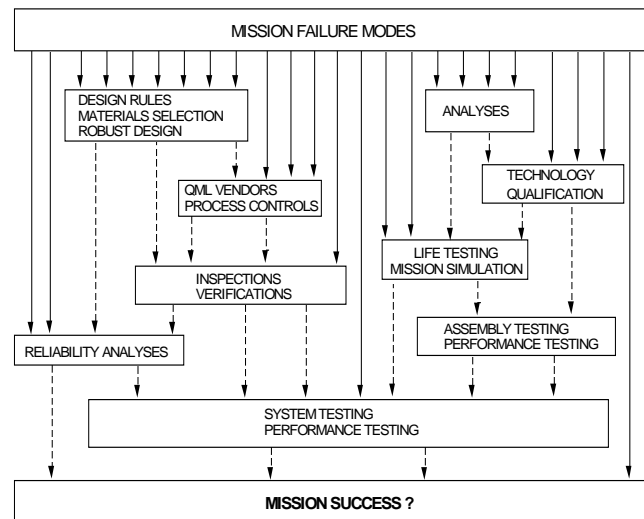 MISSION FAILURE MODES
DESIGN RULES
MATERIALS SELECTION
ROBUST DESIGN
ANALYSES
QML VENDORS
PROCESS CONTROLS
TECHNOLOGY
QUALIFICATION
LIFE TESTING
MISSION SIMULATION
INSPECTIONS
VERIFICATIONS
ASSEMBLY TESTING
PERFORMANCE TESTING
RELIABILITY ANALYSES
SYSTEM TESTING
PERFORMANCE TESTING
MISSION SUCCESS ?